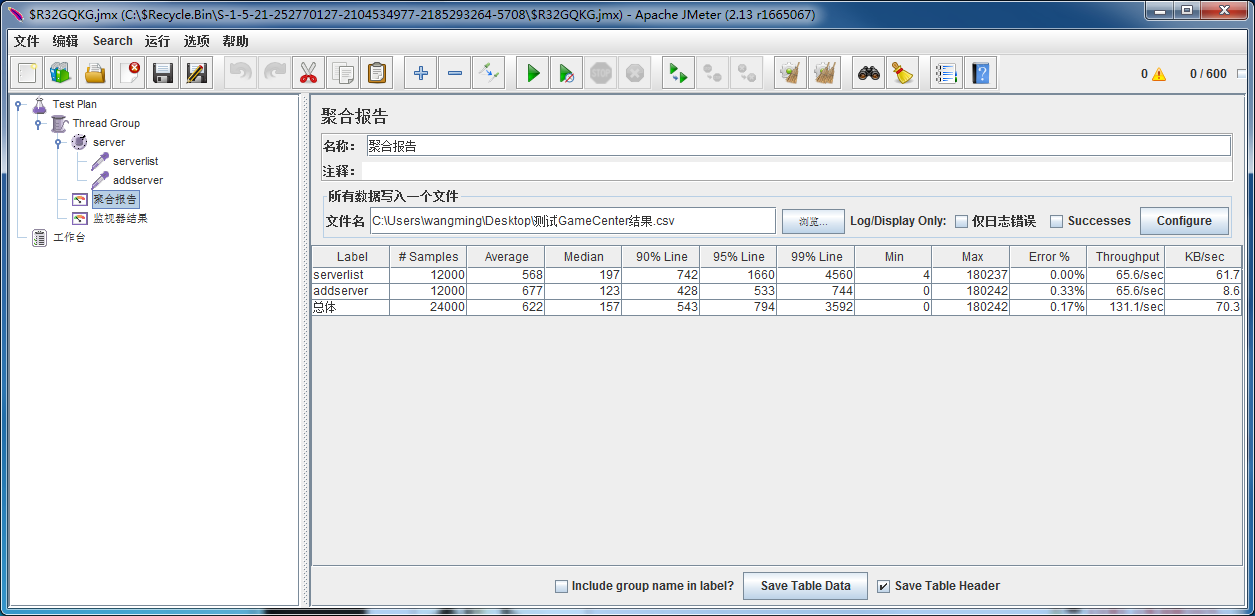 $R32GQKG.jmx (C:\$Recycle.Bin\S-1-5-21-252770127-2104534977-2185293264-5708\$R32GQKG.jmx) - Apache JMeter (2.13 r1665067)
文件 编辑 Search 运行 选项 帮助
STOP 0 0 / 600
Test Plan
Thread Group
server
serverlist
addserver
聚合报告
监视器结果
工作台
聚合报告
名称： 聚合报告
注释：
所有数据写入一个文件
文件名 C:\Users\wangming\Desktop\测试GameCenter结果.csv 浏览... Log/Display Only: 仅日志错误 Successes Configure
Label # Samples Average Median 90% Line 95% Line 99% Line Min Max Error % Throughput KB/sec
serverlist 12000 568 197 742 1660 4560 4 180237 0.00% 65.6/sec 61.7
addserver 12000 677 123 428 533 744 0 180242 0.33% 65.6/sec 8.6
总体 24000 622 157 543 794 3592 0 180242 0.17% 131.1/sec 70.3
Include group name in label? Save Table Data Save Table Header